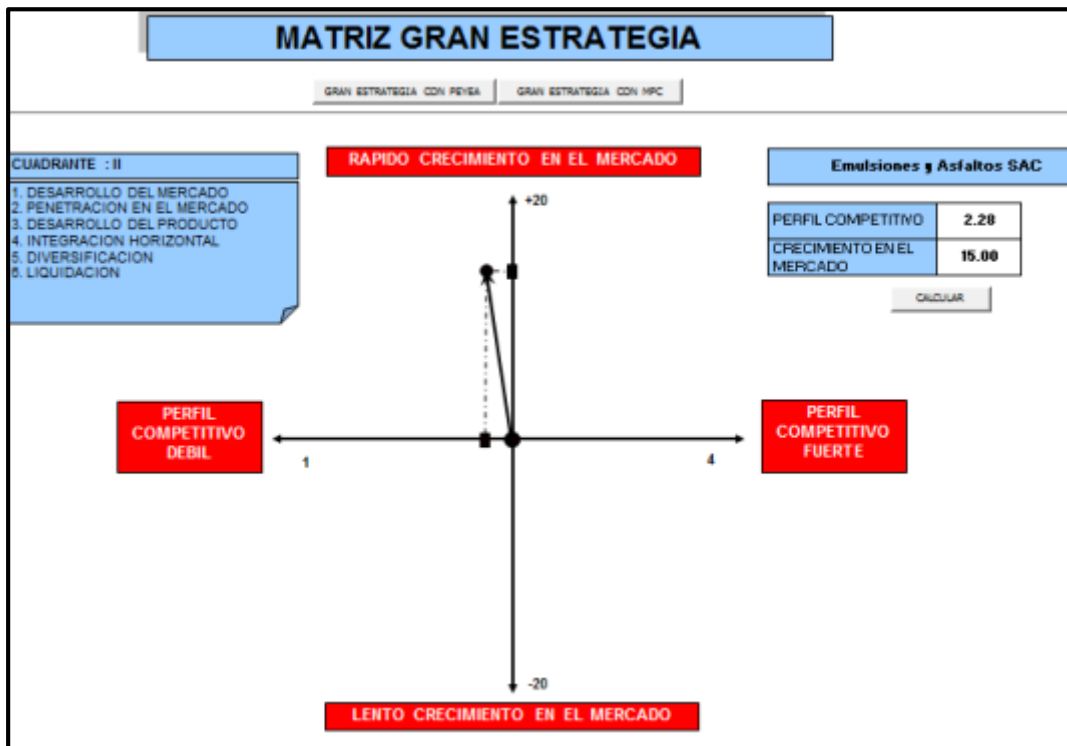 MATRIZ GRAN ESTRATEGIA
GRAN ESTRATEGIA CON PEYEA
GRAN ESTRATEGIA CON MPC
CUADRANTE : II
1. DESARROLLO DEL MERCADO
2. PENETRACION EN EL MERCADO
3. DESARROLLO DEL PRODUCTO
4. INTEGRACION HORIZONTAL
5. DIVERSIFICACION
6. LIQUIDACION
RAPIDO CRECIMIENTO EN EL MERCADO
Emulsiones y Asfaltos SAC
PERFIL COMPETITIVO 2.28
CRECIMIENTO EN EL
MERCADO 15.00
CALCULAR
+20
PERFIL
COMPETITIVO
DEBIL
1
4
PERFIL
COMPETITIVO
FUERTE
-20
LENTO CRECIMIENTO EN EL MERCADO